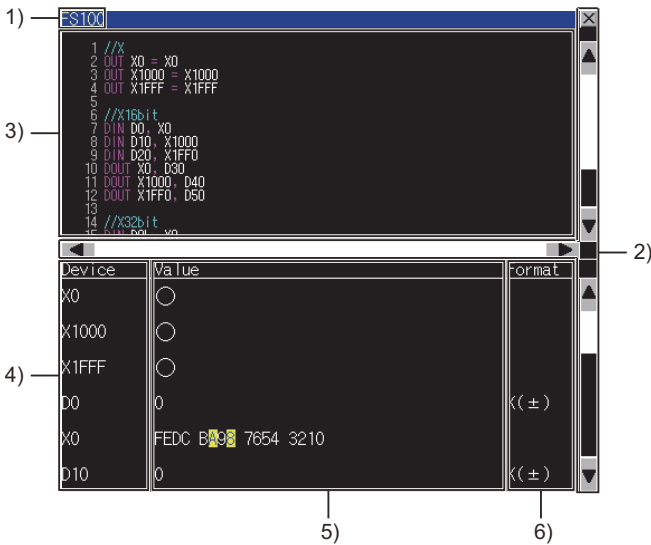 1)
FS100
3)
1 //X
2 OUT X0 = X0
3 OUT X1000 = X1000
4 OUT X1FFF = X1FFF
5
6 //X16bit
7 DIN D0, X0
8 DIN D10, X1000
9 DIN D20, X1FF0
10 DOUT X0, D30
11 DOUT X1000, D40
12 DOUT X1FF0, D50
13
14 //X32bit
2)
Device Value Format
X0
X1000
X1FFF
4)
D0 0 K(±)
X0 FEDC BA98 7654 3210
D10 0 K(±)
5)
6)